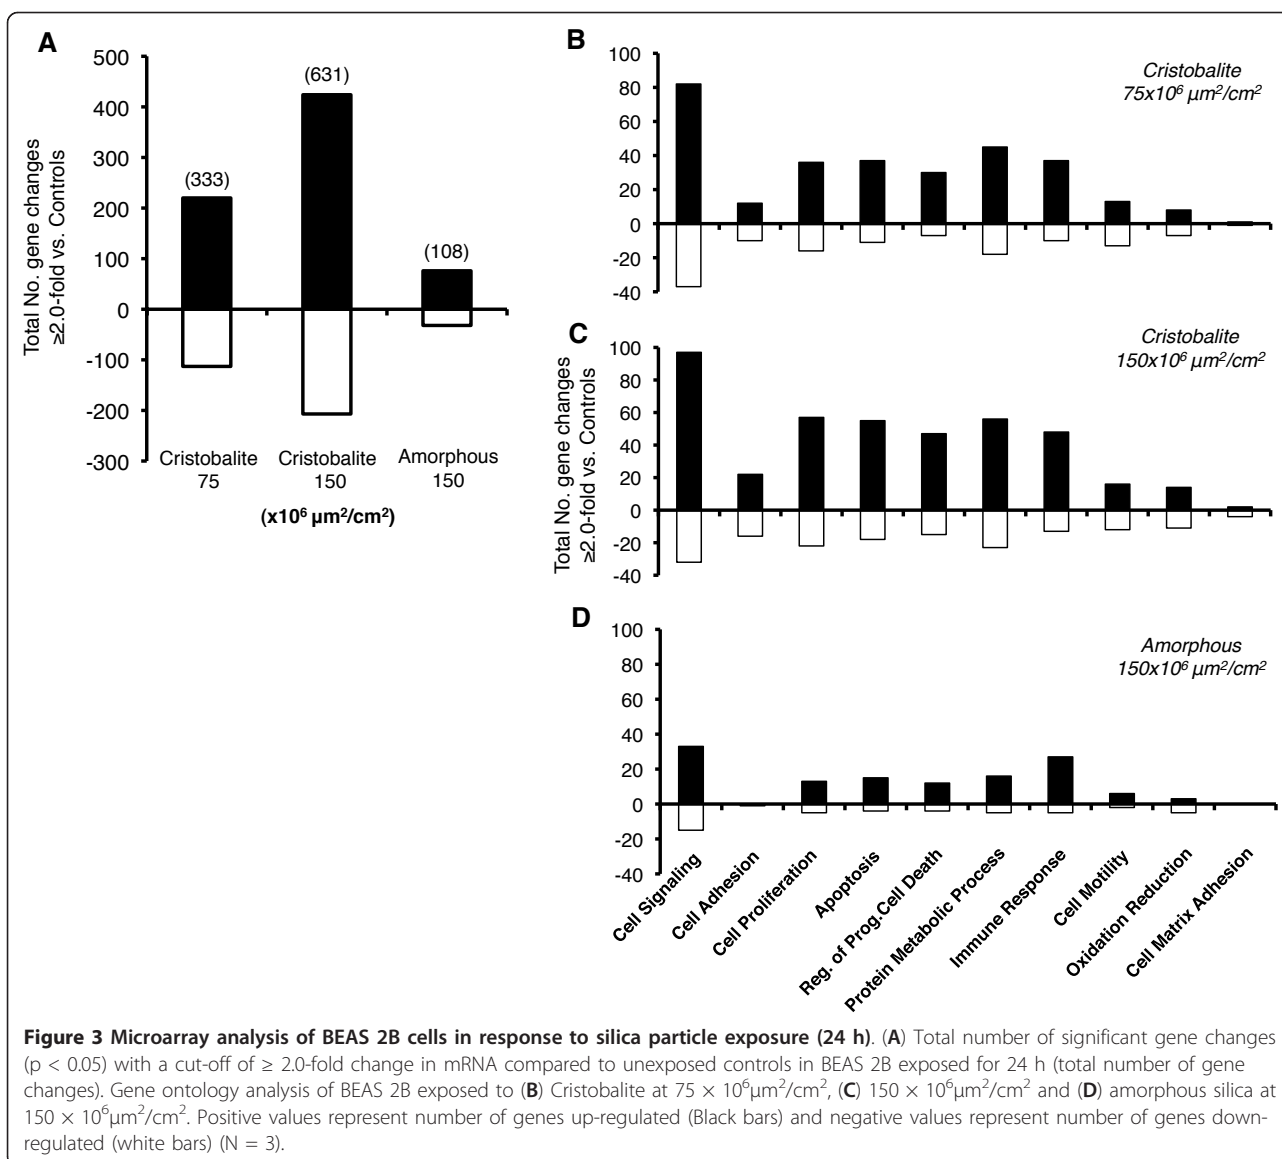 A
500
400
300
200
100
0
-100
-200
-300
Total No. gene changes
≥2.0-fold vs. Controls
(333)
(631)
(108)
Cristobalite
75
Cristobalite
150
Amorphous
150
(x10⁶ µm²/cm²)
B
100
80
60
40
20
0
-20
-40
Cristobalite
75x10⁶ µm²/cm²
C
100
80
60
40
20
0
-20
-40
Total No. gene changes
≥2.0-fold vs. Controls
Cristobalite
150x10⁶ µm²/cm²
D
100
80
60
40
20
0
-20
-40
Amorphous
150x10⁶ µm²/cm²
Cell Signaling
Cell Adhesion
Cell Proliferation
Apoptosis
Reg. of Prog.Cell Death
Protein Metabolic Process
Immune Response
Cell Motility
Oxidation Reduction
Cell Matrix Adhesion
Figure 3 Microarray analysis of BEAS 2B cells in response to silica particle exposure (24 h). (A) Total number of significant gene changes
(p < 0.05) with a cut-off of ≥ 2.0-fold change in mRNA compared to unexposed controls in BEAS 2B exposed for 24 h (total number of gene
changes). Gene ontology analysis of BEAS 2B exposed to (B) Cristobalite at 75 × 10⁶µm²/cm², (C) 150 × 10⁶µm²/cm² and (D) amorphous silica at
150 × 10⁶µm²/cm². Positive values represent number of genes up-regulated (Black bars) and negative values represent number of genes down-
regulated (white bars) (N = 3).